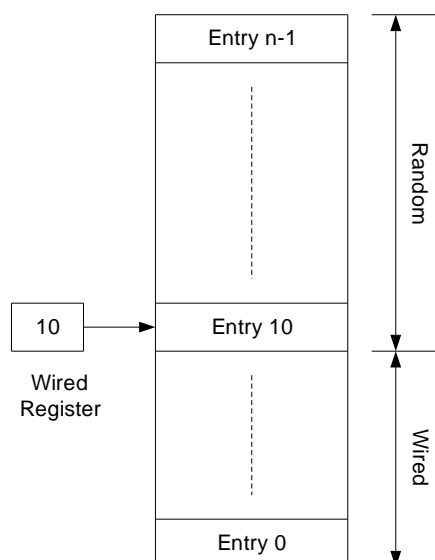 Entry n-1
Random
10
Entry 10
Wired
Register
Wired
Entry 0